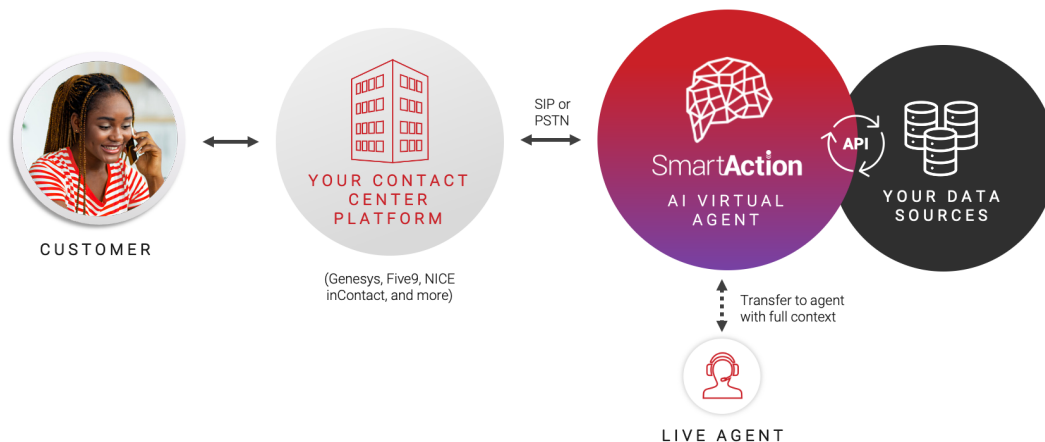 CUSTOMER
YOUR CONTACT
CENTER
PLATFORM
(Genesys, Five9, NICE
inContact, and more)
SIP or
PSTN
SmartAction
AI VIRTUAL
AGENT
API
YOUR DATA
SOURCES
Transfer to agent
with full context
LIVE AGENT